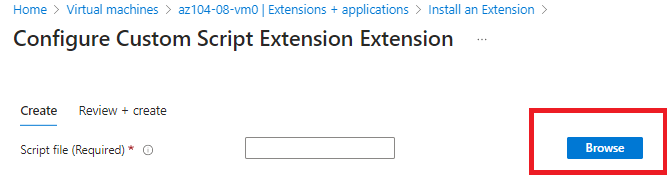 Home > Virtual machines > az104-08-vm0 | Extensions + applications > Install an Extension >
Configure Custom Script Extension Extension ...
Create Review + create
Script file (Required) * Browse